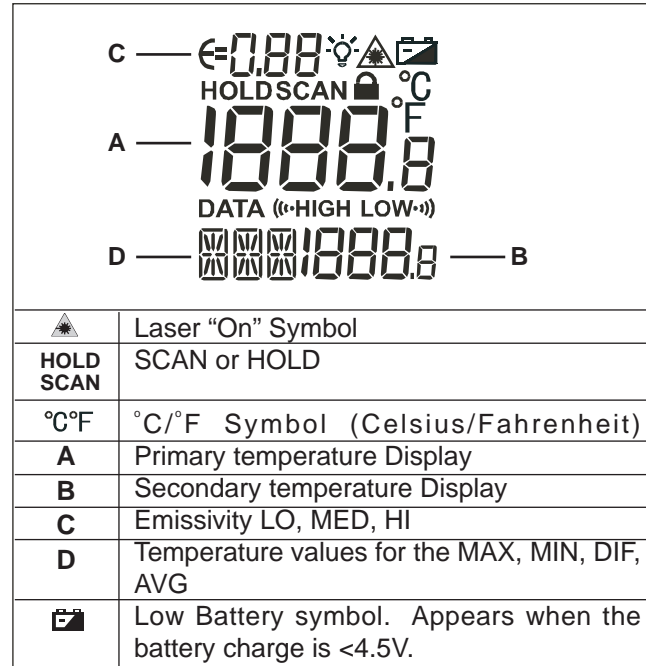 C €=0.88
HOLD SCAN °C
°F
A 1888.8
DATA HIGH LOW
D 1888.8 B
Laser “On” Symbol
HOLD SCAN or HOLD
SCAN
°C°F °C/°F Symbol (Celsius/Fahrenheit)
A Primary temperature Display
B Secondary temperature Display
C Emissivity LO, MED, HI
D Temperature values for the MAX, MIN, DIF,
AVG
Low Battery symbol. Appears when the
battery charge is <4.5V.